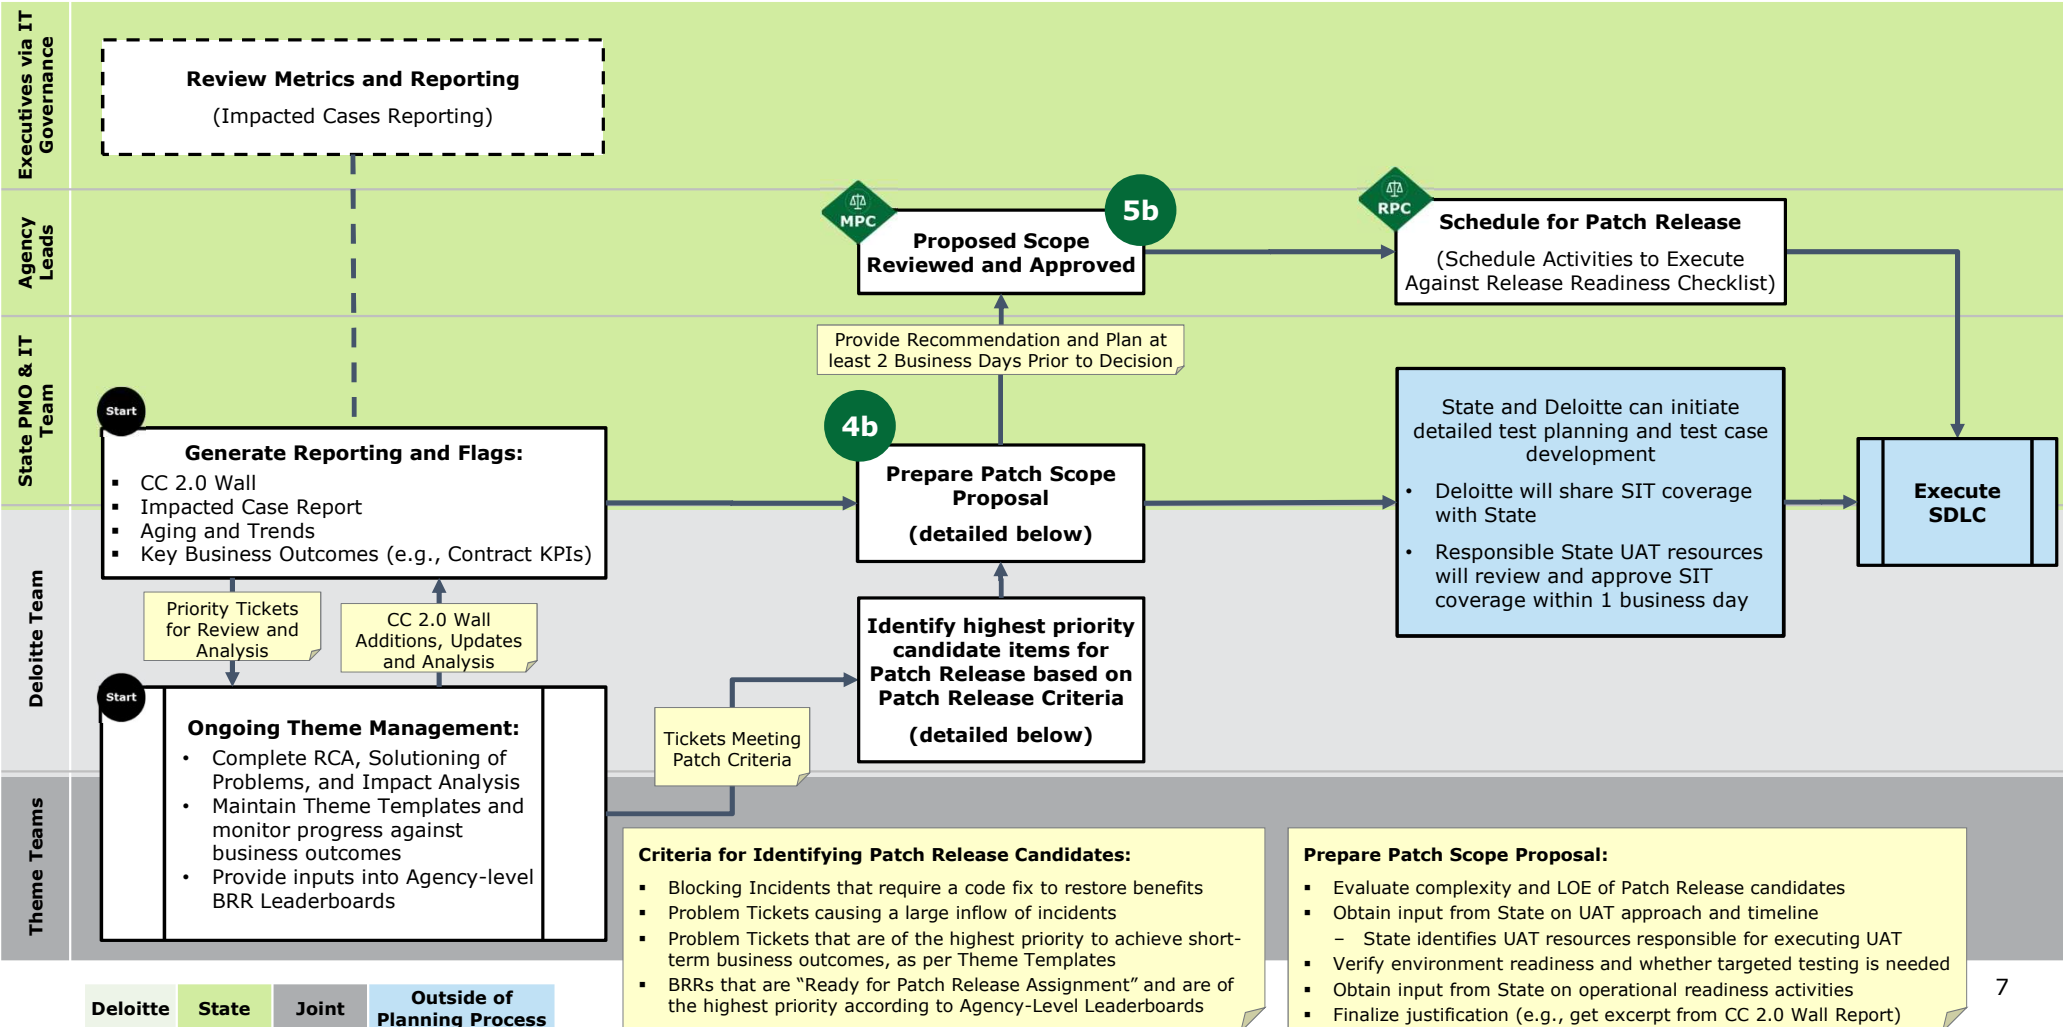 Executives via IT
Governance
Review Metrics and Reporting
(Impacted Cases Reporting)
Agency
Leads
MPC
5b
Proposed Scope
Reviewed and Approved
RPC
Schedule for Patch Release
(Schedule Activities to Execute
Against Release Readiness Checklist)
State PMO & IT
Team
Provide Recommendation and Plan at
least 2 Business Days Prior to Decision
Start
Generate Reporting and Flags:
▪ CC 2.0 Wall
▪ Impacted Case Report
▪ Aging and Trends
▪ Key Business Outcomes (e.g., Contract KPIs)
4b
Prepare Patch Scope
Proposal
(detailed below)
State and Deloitte can initiate
detailed test planning and test case
development
• Deloitte will share SIT coverage
with State
• Responsible State UAT resources
will review and approve SIT
coverage within 1 business day
Execute
SDLC
Deloitte Team
Priority Tickets
for Review and
Analysis
CC 2.0 Wall
Additions, Updates
and Analysis
Identify highest priority
candidate items for
Patch Release based on
Patch Release Criteria
(detailed below)
Start
Ongoing Theme Management:
• Complete RCA, Solutioning of
Problems, and Impact Analysis
• Maintain Theme Templates and
monitor progress against
business outcomes
• Provide inputs into Agency-level
BRR Leaderboards
Tickets Meeting
Patch Criteria
Theme Teams
Criteria for Identifying Patch Release Candidates:
▪ Blocking Incidents that require a code fix to restore benefits
▪ Problem Tickets causing a large inflow of incidents
▪ Problem Tickets that are of the highest priority to achieve short-
term business outcomes, as per Theme Templates
▪ BRRs that are “Ready for Patch Release Assignment” and are of
the highest priority according to Agency-Level Leaderboards
Prepare Patch Scope Proposal:
▪ Evaluate complexity and LOE of Patch Release candidates
▪ Obtain input from State on UAT approach and timeline
– State identifies UAT resources responsible for executing UAT
▪ Verify environment readiness and whether targeted testing is needed
▪ Obtain input from State on operational readiness activities
▪ Finalize justification (e.g., get excerpt from CC 2.0 Wall Report)
7
Deloitte
State
Joint
Outside of
Planning Process